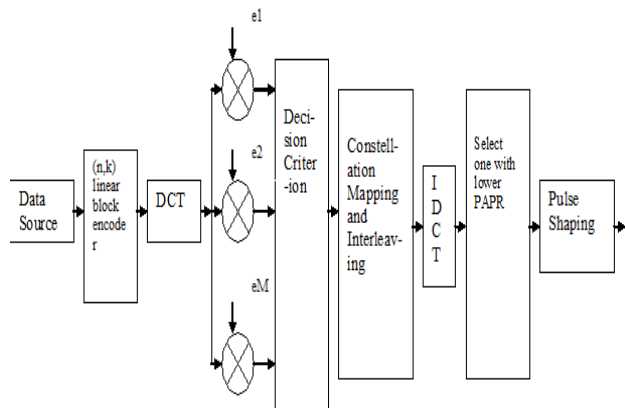 e1
e2
eM
Data
Source
(n,k)
linear
block
encode
r
DCT
Deci-
sion
Criter
-ion
Constell-
ation
Mapping
and
Interleav-
ing
I
D
C
T
Select
one with
lower
PAPR
Pulse
Shaping